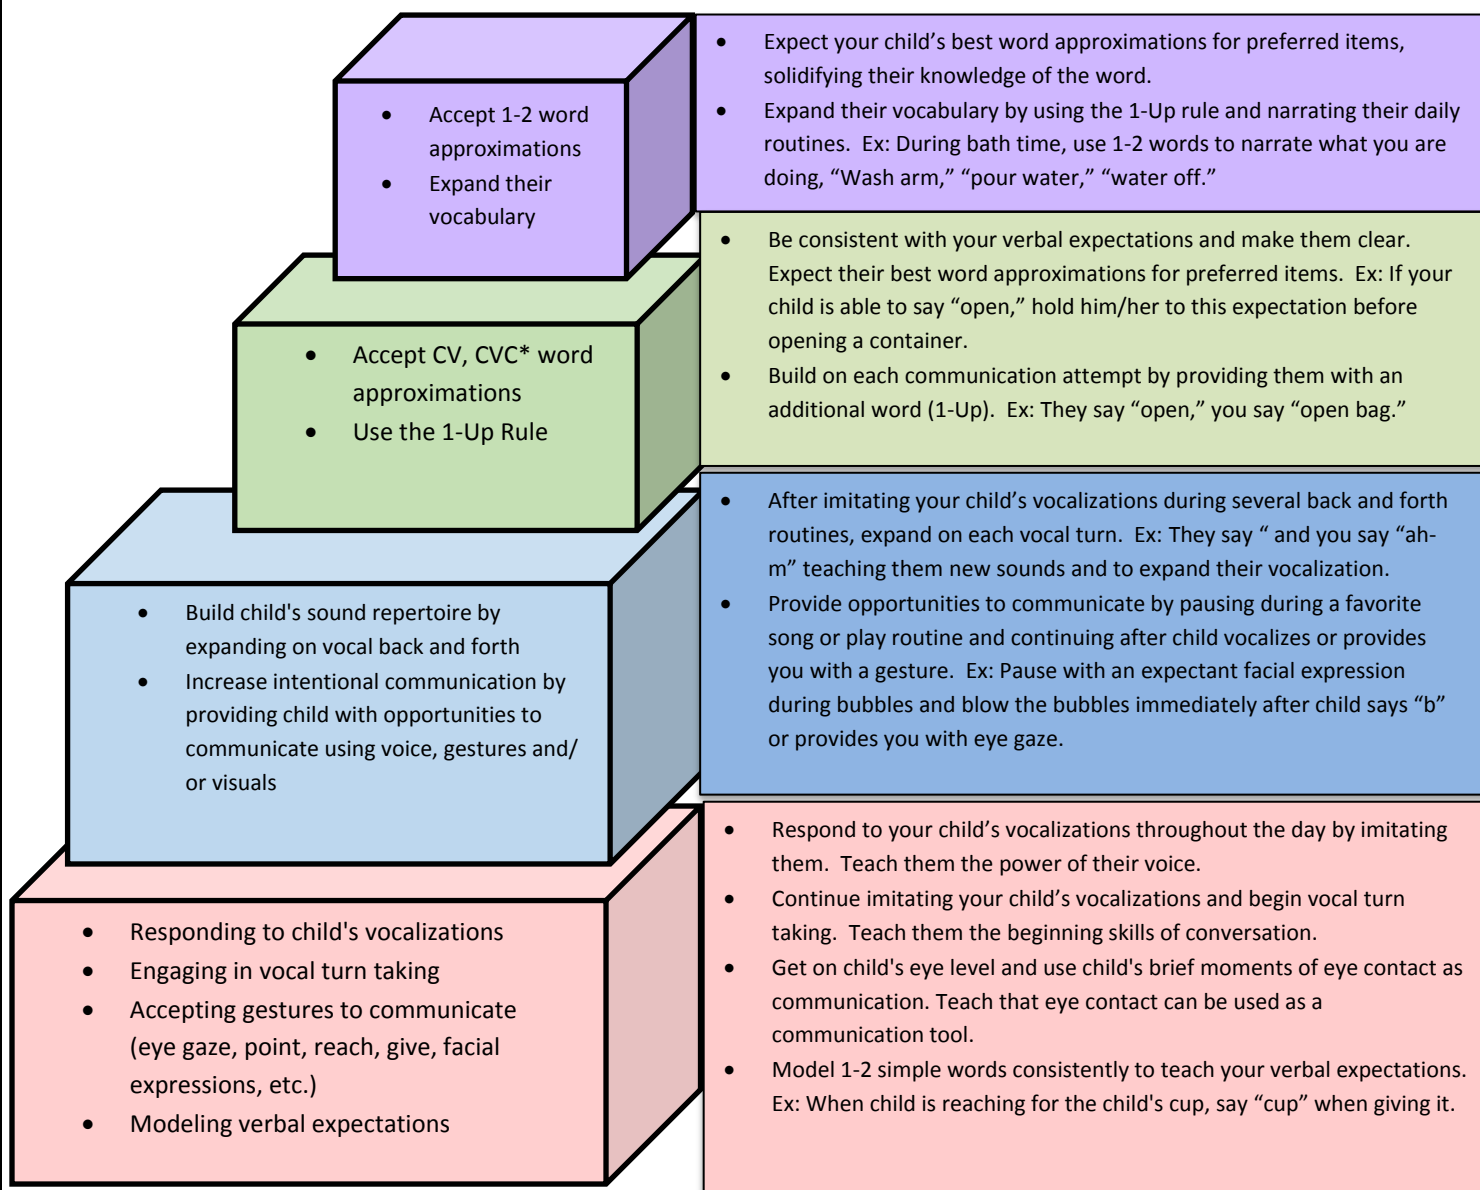 • Accept 1-2 word
approximations
• Expand their
vocabulary
• Expect your child’s best word approximations for preferred items,
solidifying their knowledge of the word.
• Expand their vocabulary by using the 1-Up rule and narrating their daily
routines.  Ex: During bath time, use 1-2 words to narrate what you are
doing, “Wash arm,” “pour water,” “water off.”
• Accept CV, CVC* word
approximations
• Use the 1-Up Rule
• Be consistent with your verbal expectations and make them clear.
Expect their best word approximations for preferred items.  Ex: If your
child is able to say “open,” hold him/her to this expectation before
opening a container.
• Build on each communication attempt by providing them with an
additional word (1-Up).  Ex: They say “open,” you say “open bag.”
• Build child's sound repertoire by
expanding on vocal back and forth
• Increase intentional communication by
providing child with opportunities to
communicate using voice, gestures and/
or visuals
• After imitating your child’s vocalizations during several back and forth
routines, expand on each vocal turn.  Ex: They say “ and you say “ah-
m” teaching them new sounds and to expand their vocalization.
• Provide opportunities to communicate by pausing during a favorite
song or play routine and continuing after child vocalizes or provides
you with a gesture.  Ex: Pause with an expectant facial expression
during bubbles and blow the bubbles immediately after child says “b”
or provides you with eye gaze.
• Responding to child's vocalizations
• Engaging in vocal turn taking
• Accepting gestures to communicate
(eye gaze, point, reach, give, facial
expressions, etc.)
• Modeling verbal expectations
• Respond to your child’s vocalizations throughout the day by imitating
them.  Teach them the power of their voice.
• Continue imitating your child’s vocalizations and begin vocal turn
taking.  Teach them the beginning skills of conversation.
• Get on child's eye level and use child's brief moments of eye contact as
communication. Teach that eye contact can be used as a
communication tool.
• Model 1-2 simple words consistently to teach your verbal expectations.
Ex: When child is reaching for the child's cup, say “cup” when giving it.